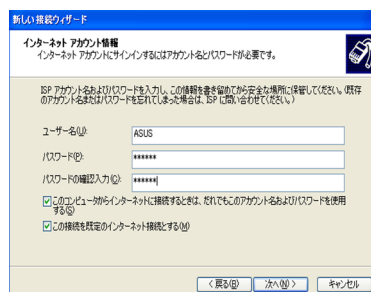 新しい接続ウィザード
インターネット アカウント情報
インターネット アカウントにサインインするにはアカウント名とパスワードが必要です。
ISP アカウント名およびパスワードを入力し、この情報を書き留めてから安全な場所に保管してください。(既存
のアカウント名またはパスワードを忘れてしまった場合は、ISP に問い合わせてください。)
ユーザー名(U):
ASUS
パスワード(P):
******
パスワードの確認入力(C):
******
このコンピュータからインターネットに接続するときは、だれでもこのアカウント名およびパスワードを使用
する(S)
この接続を既定のインターネット接続とする(M)
< 戻る(B)
次へ(N) >
キャンセル